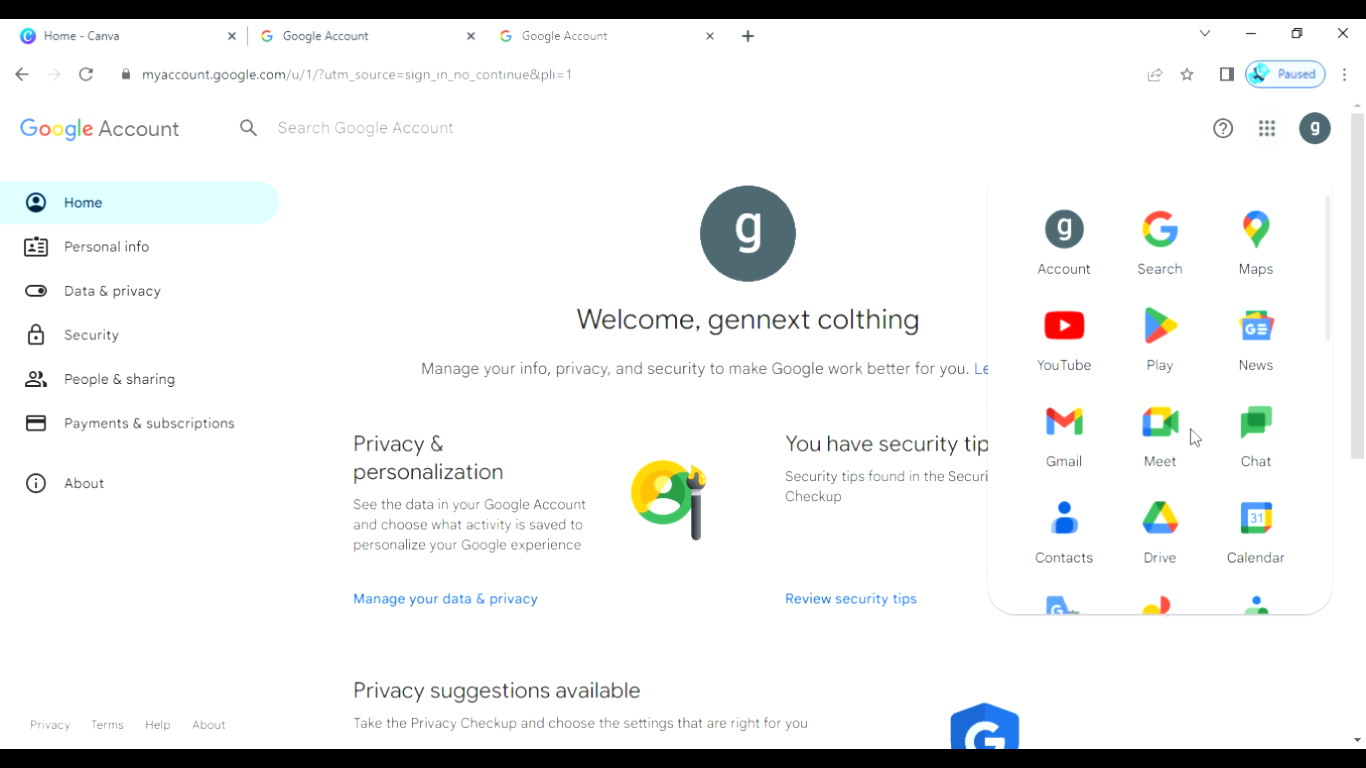 Home - Canva
Google Account
Google Account
myaccount.google.com/u/1/?utm_source=sign_in_no_continue&pli=1
Paused
Google Account
Search Google Account
g
Home
Personal info
Data & privacy
Security
People & sharing
Payments & subscriptions
About
g
Welcome, gennext colthing
Manage your info, privacy, and security to make Google work better for you. Le
Privacy &
personalization
See the data in your Google Account
and choose what activity is saved to
personalize your Google experience
Manage your data & privacy
You have security tip
Security tips found in the Securi
Checkup
Review security tips
g
Account Search Maps
GE
YouTube Play News
Gmail Meet Chat
31
Contacts Drive Calendar
G
Privacy suggestions available
Take the Privacy Checkup and choose the settings that are right for you
G
Privacy Terms Help About